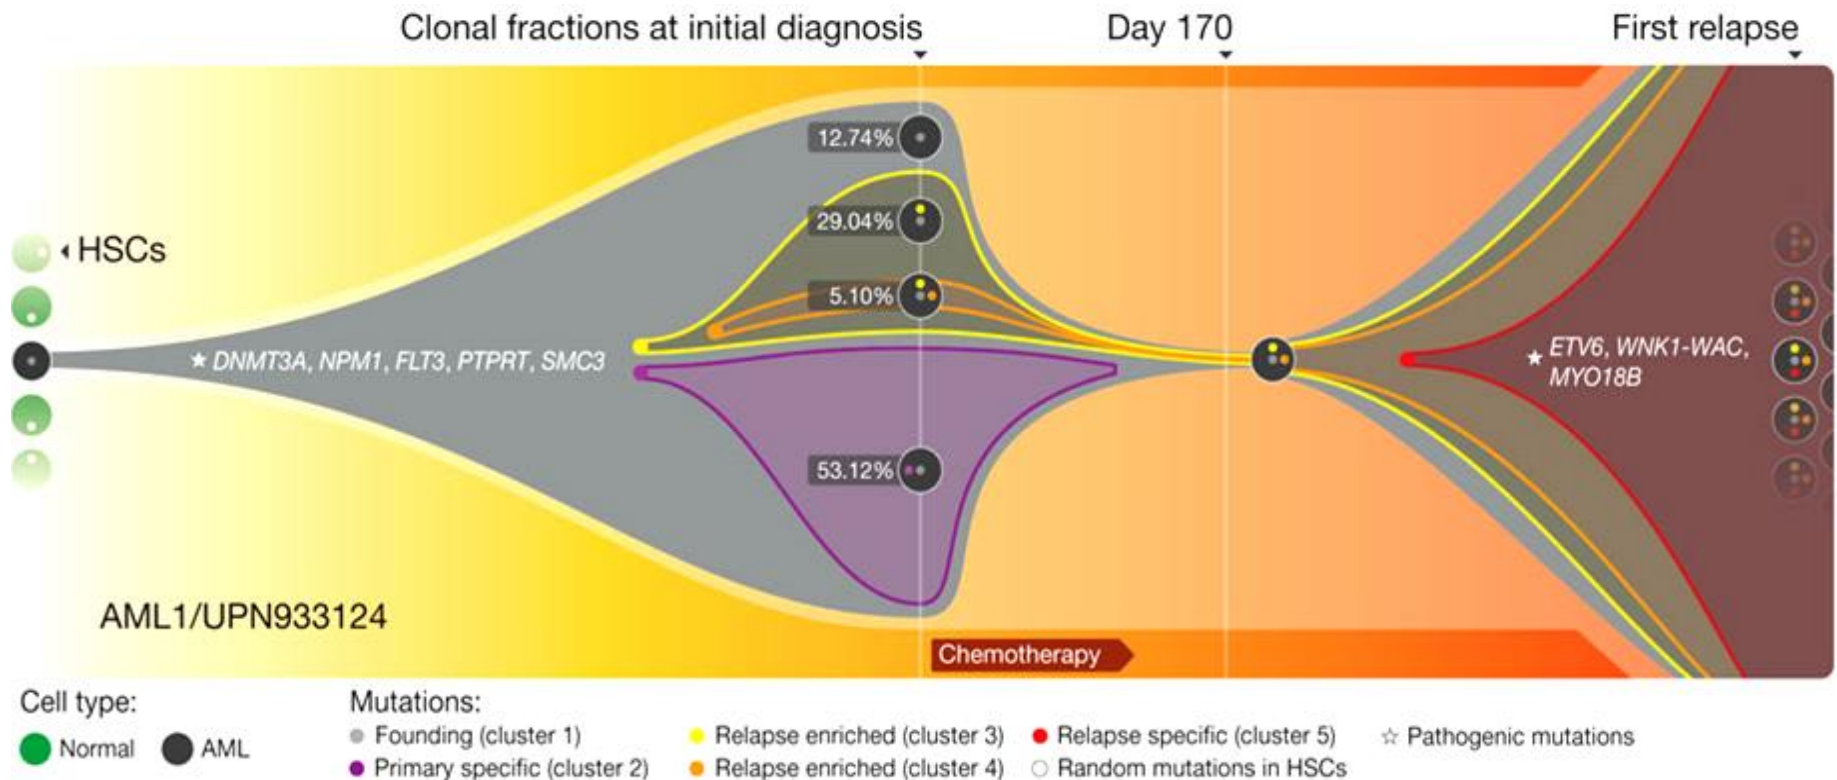 Clonal fractions at initial diagnosis
Day 170
First relapse
12.74%
29.04%
HSCs
5.10%
DNMT3A, NPM1, FLT3, PTPRT, SMC3
ETV6, WNK1-WAC,
MYO18B
53.12%
AML1/UPN933124
Chemotherapy
Cell type:
Normal
AML
Mutations:
Founding (cluster 1)
Primary specific (cluster 2)
Relapse enriched (cluster 3)
Relapse enriched (cluster 4)
Relapse specific (cluster 5)
Random mutations in HSCs
Pathogenic mutations